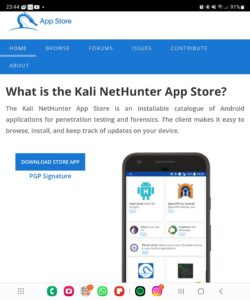 23:44
91%
App Store
HOME BROWSE FORUMS ISSUES CONTRIBUTE
ABOUT
What is the Kali NetHunter App Store?
The Kali NetHunter App Store is an installable catalogue of Android
applications for penetration testing and forensics. The client makes it easy to
browse, install, and keep track of updates on your device.
DOWNLOAD STORE APP
PGP Signature